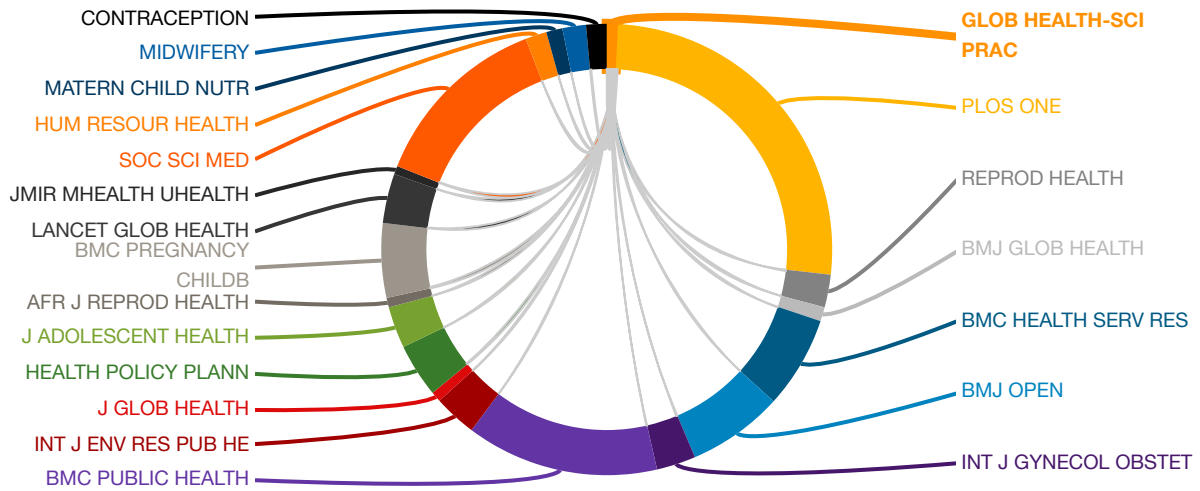 CONTRACEPTION
MIDWIFERY
MATERN CHILD NUTR
HUM RESOUR HEALTH
SOC SCI MED
JMIR MHEALTH UHEALTH
LANCET GLOB HEALTH
BMC PREGNANCY
CHILDB
AFR J REPROD HEALTH
J ADOLESCENT HEALTH
HEALTH POLICY PLANN
J GLOB HEALTH
INT J ENV RES PUB HE
BMC PUBLIC HEALTH
GLOB HEALTH-SCI
PRAC
PLOS ONE
REPROD HEALTH
BMJ GLOB HEALTH
BMC HEALTH SERV RES
BMJ OPEN
INT J GYNECOL OBSTET